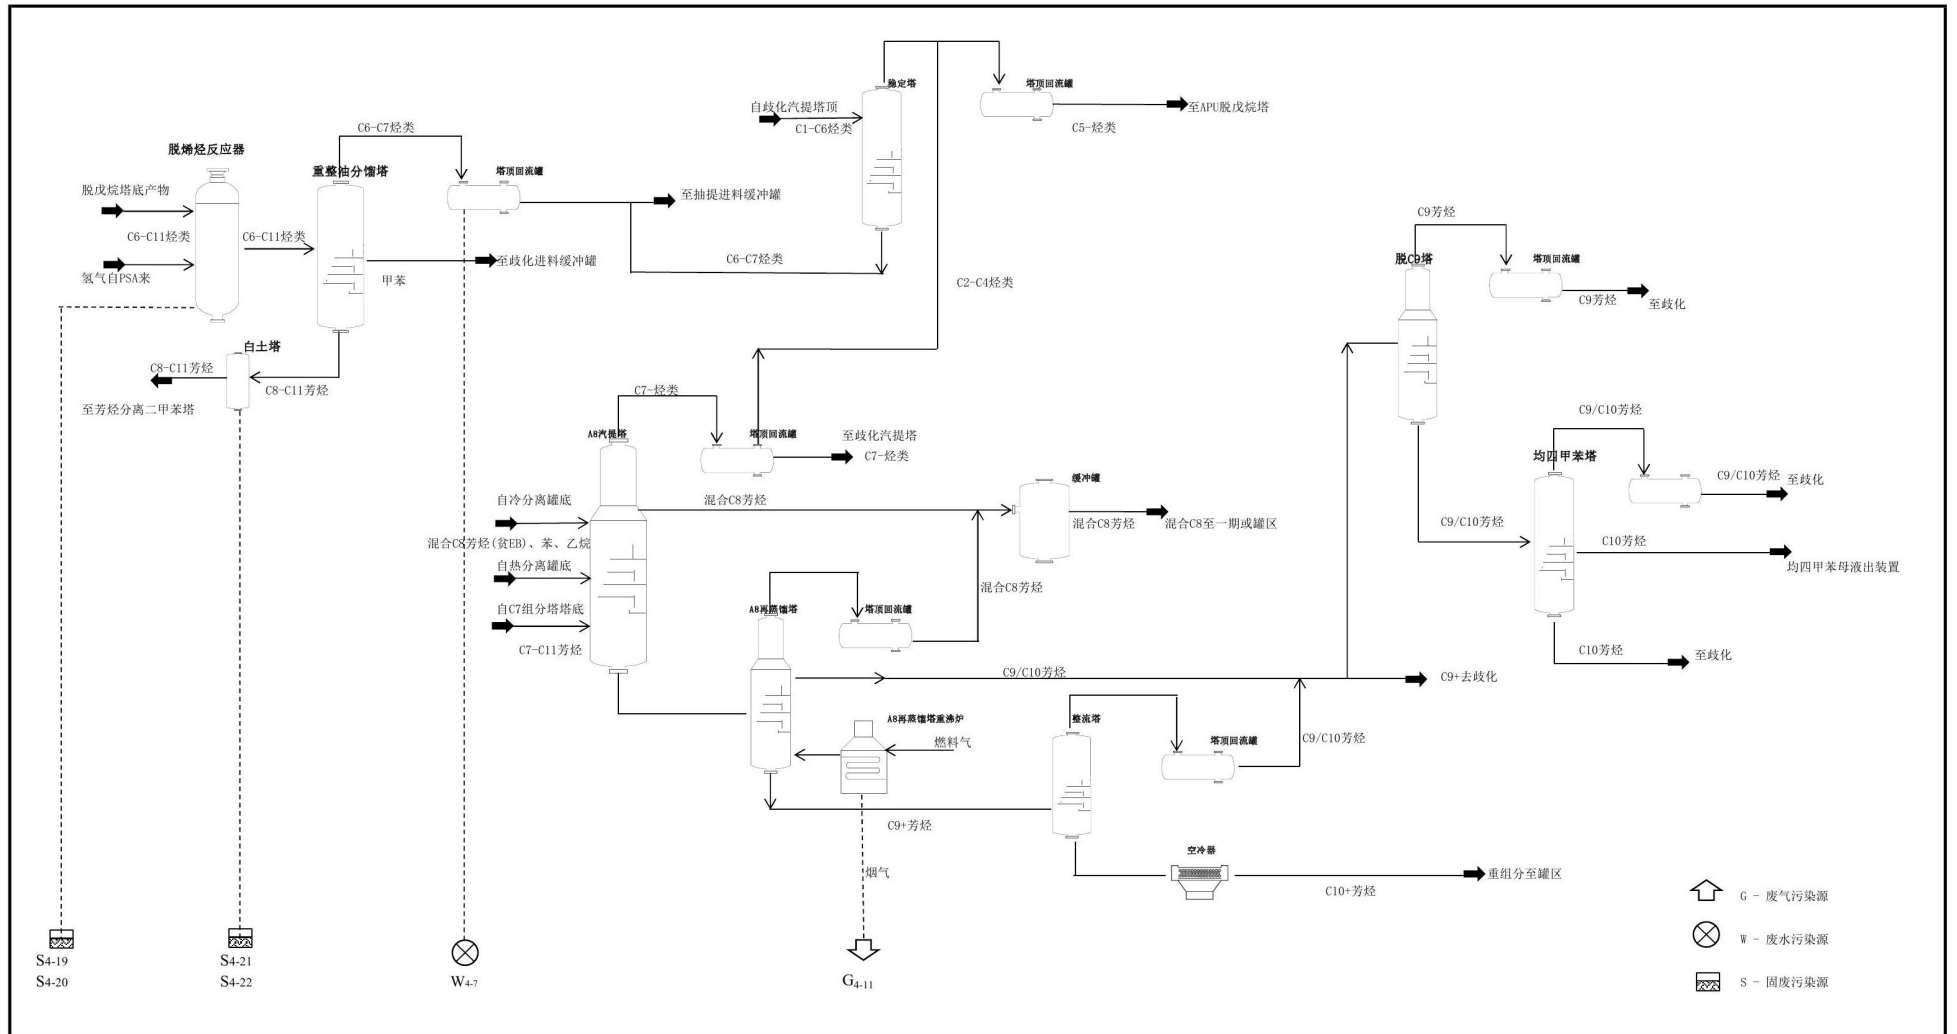 稳定塔
塔顶回流罐
自歧化汽提塔顶
C1-C6烃类
至APU脱戊烷塔
C5-烃类
C6-C7烃类
脱烯烃反应器
重整油分馏塔
塔顶回流罐
脱戊烷塔底产物
至抽提进料缓冲罐
C6-C11烃类
C6-C11烃类
氢气自PSA来
至歧化进料缓冲罐
甲苯
C6-C7烃类
C2-C4烃类
C9芳烃
脱C9塔
塔顶回流罐
C9芳烃
至歧化
白土塔
C8-C11芳烃
C8-C11芳烃
至芳烃分离二甲苯塔
C7-烃类
A8汽提塔
塔顶回流罐
至歧化汽提塔
C7-烃类
C9/C10芳烃
均四甲苯塔
C9/C10芳烃
至歧化
自冷分离罐底
混合C8芳烃
缓冲罐
混合C8芳烃
混合C8至一期或罐区
C9/C10芳烃
C10芳烃
均四甲苯母液出装置
混合C8芳烃(贫EB)、苯、乙烷
自热分离罐底
混合C8芳烃
自C7组分塔塔底
A8再蒸馏塔
塔顶回流罐
C7-C11芳烃
C10芳烃
至歧化
C9/C10芳烃
C9+去歧化
A8再蒸馏塔重沸炉
燃料气
整流塔
塔顶回流罐
C9/C10芳烃
C9+芳烃
空冷器
烟气
C10+芳烃
重组分至罐区
G - 废气污染源
W - 废水污染源
S - 固废污染源
S4-19
S4-20
S4-21
S4-22
W4-7
G4-11